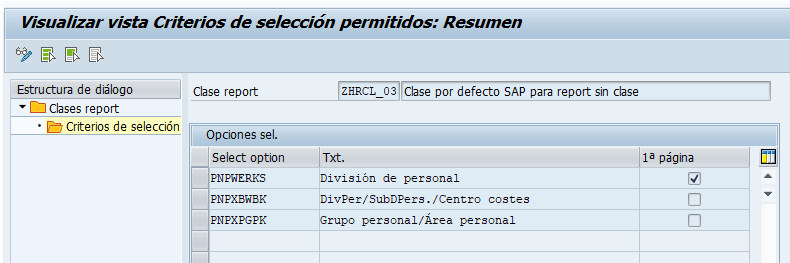 Visualizar vista Criterios de selección permitidos: Resumen
Estructura de diálogo
Clases report
Criterios de selección
Clase report ZHRCL_03 Clase por defecto SAP para report sin clase
Opciones sel.
Select option Txt. 1ª página
PNPWERKS División de personal
PNPXBWBK DivPer/SubDPers./Centro costes
PNPXPGPK Grupo personal/Área personal